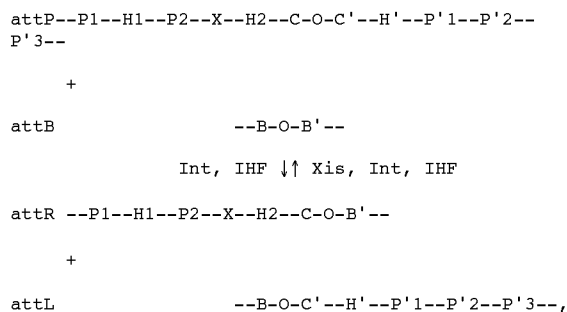 attP--P1--H1--P2--X--H2--C-O-C'--H'--P'1--P'2--
P'3--
+
attB --B-O-B'--
Int, IHF ↓↑ Xis, Int, IHF
attR --P1--H1--P2--X--H2--C-O-B'--
+
attL --B-O-C'--H'--P'1--P'2--P'3--,